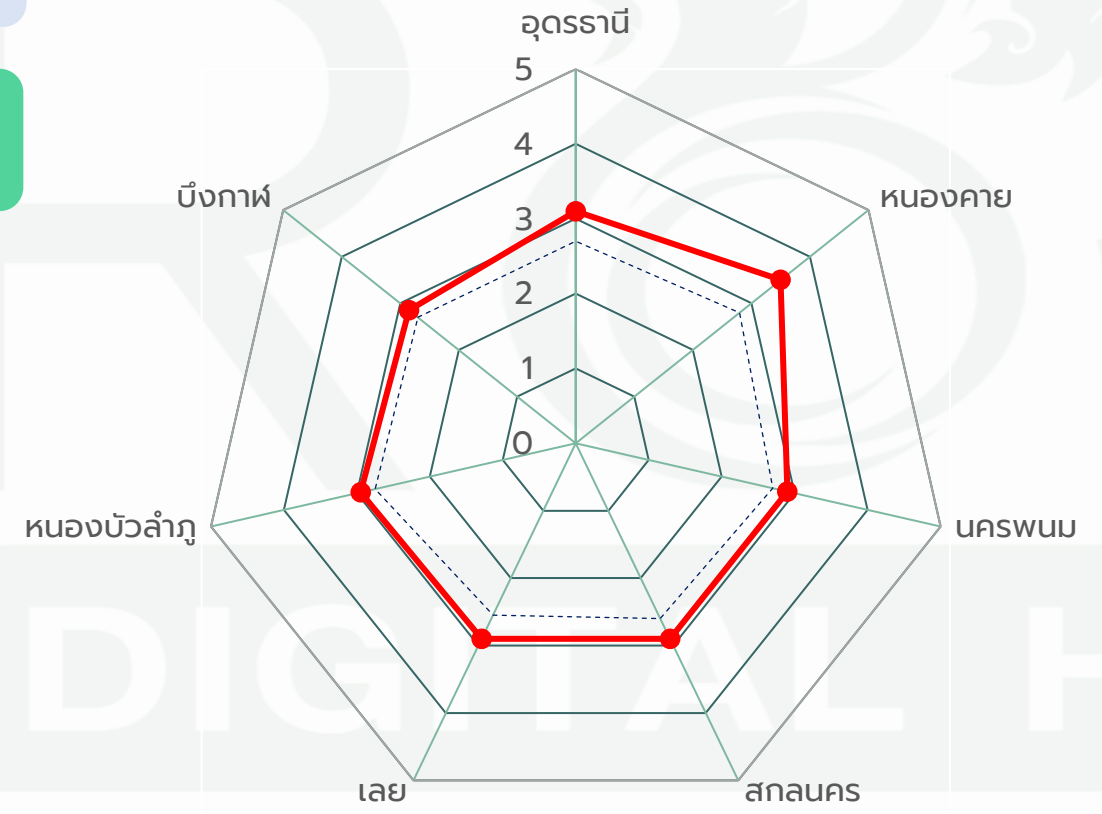 อุดรธานี
5
4
3
2
1
0
หนองคาย
นครพนม
สกลนคร
เลย
หนองบัวลำภู
บึงกาฬ
DIGITAL H